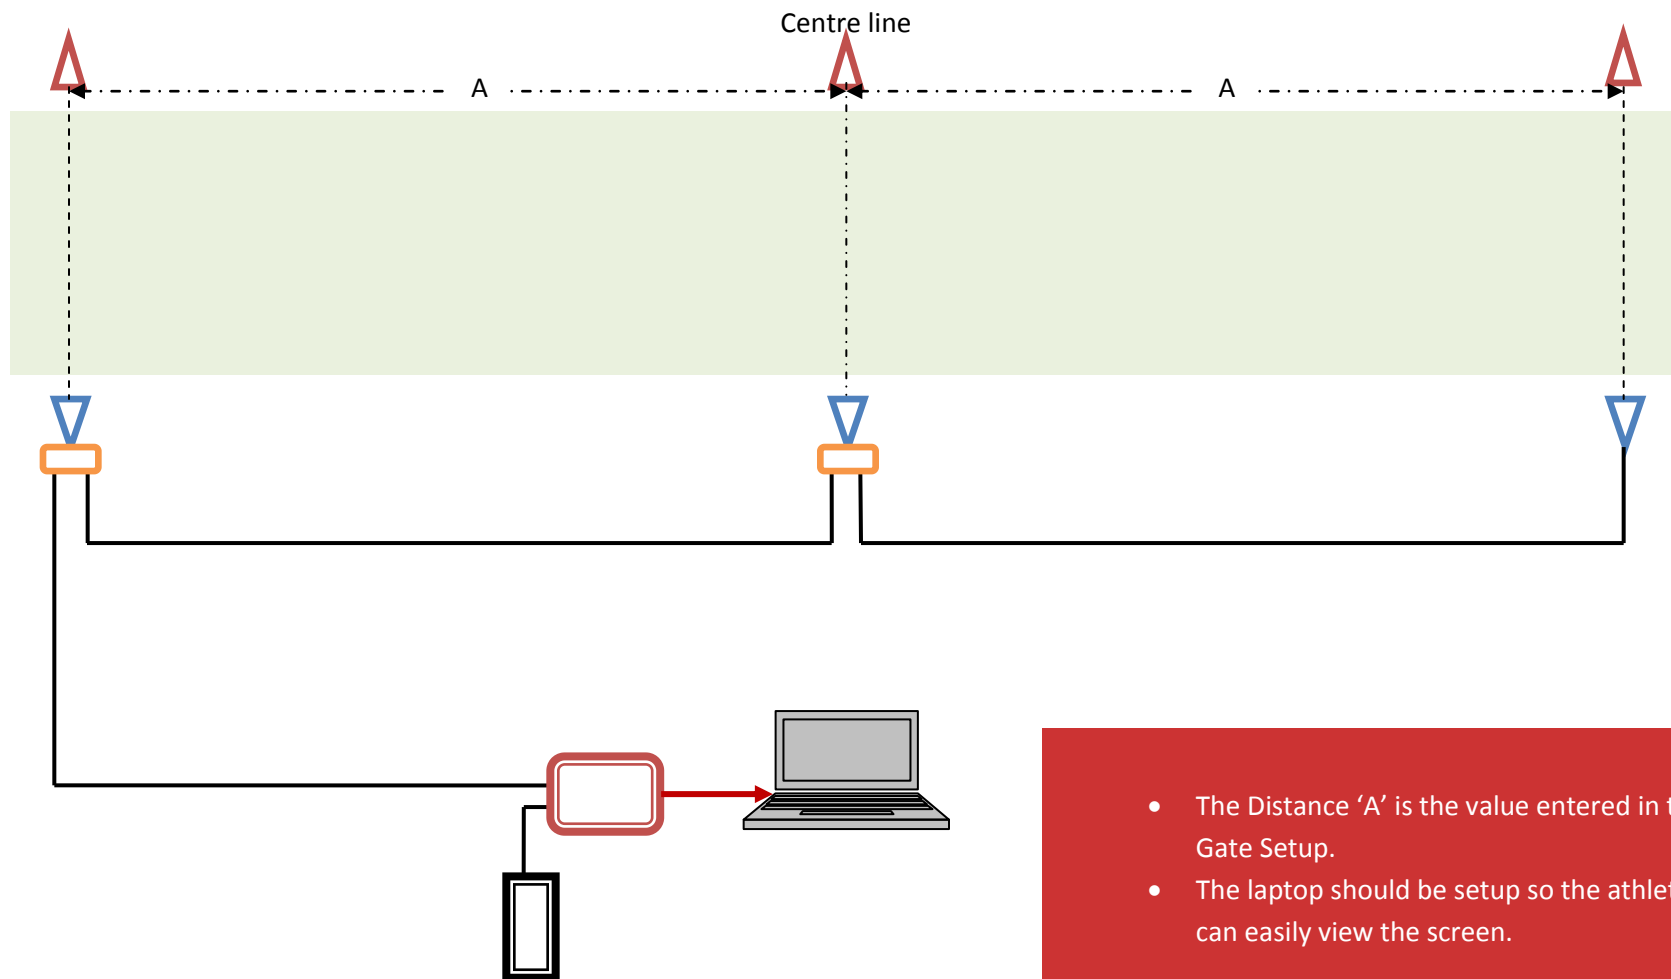 Centre line
A A
• The Distance ‘A’ is the value entered in
Gate Setup.
• The laptop should be setup so the
can easily view the screen.